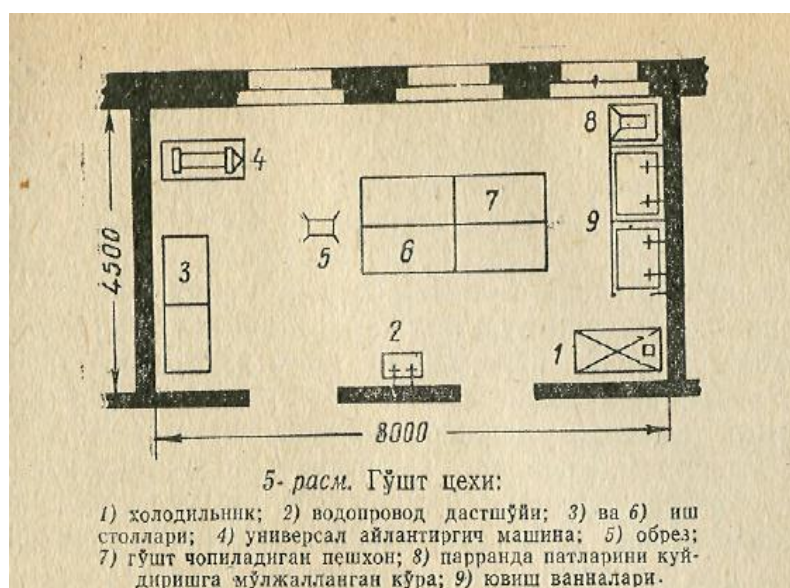 8
4
7
3
5
6
9
4500
2
1
8000
5- расм. Гўшт цехи:
1) холодильник; 2) водопровод дастшўйи; 3) ва 6) иш
столлари; 4) универсал айлантиргич машина; 5) обрез;
7) гўшт чопиладиган пешхон; 8) парранда патларини куй-
диришга мўлжалланган кўра; 9) ювиш ванналари.